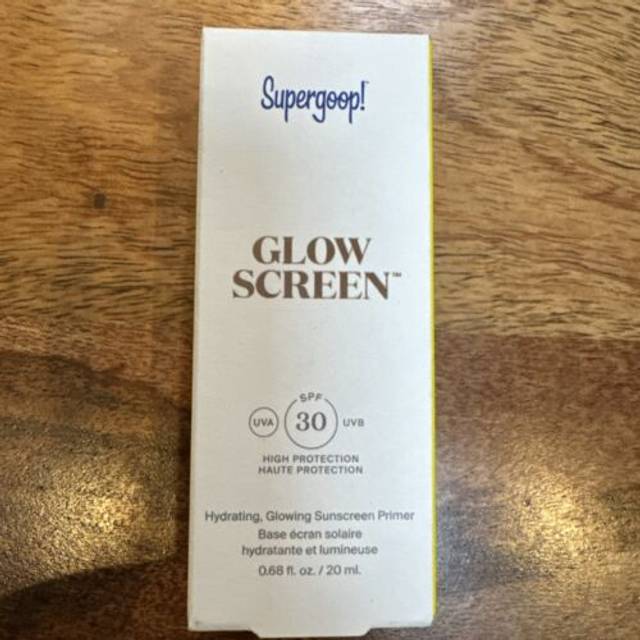 Supergoop!
GLOW
SCREEN™
SPF
UVA 30 UVB
HIGH PROTECTION
HAUTE PROTECTION
Hydrating, Glowing Sunscreen Primer
Base écran solaire
hydratante et lumineuse
0.68 fl. oz. / 20 ml.